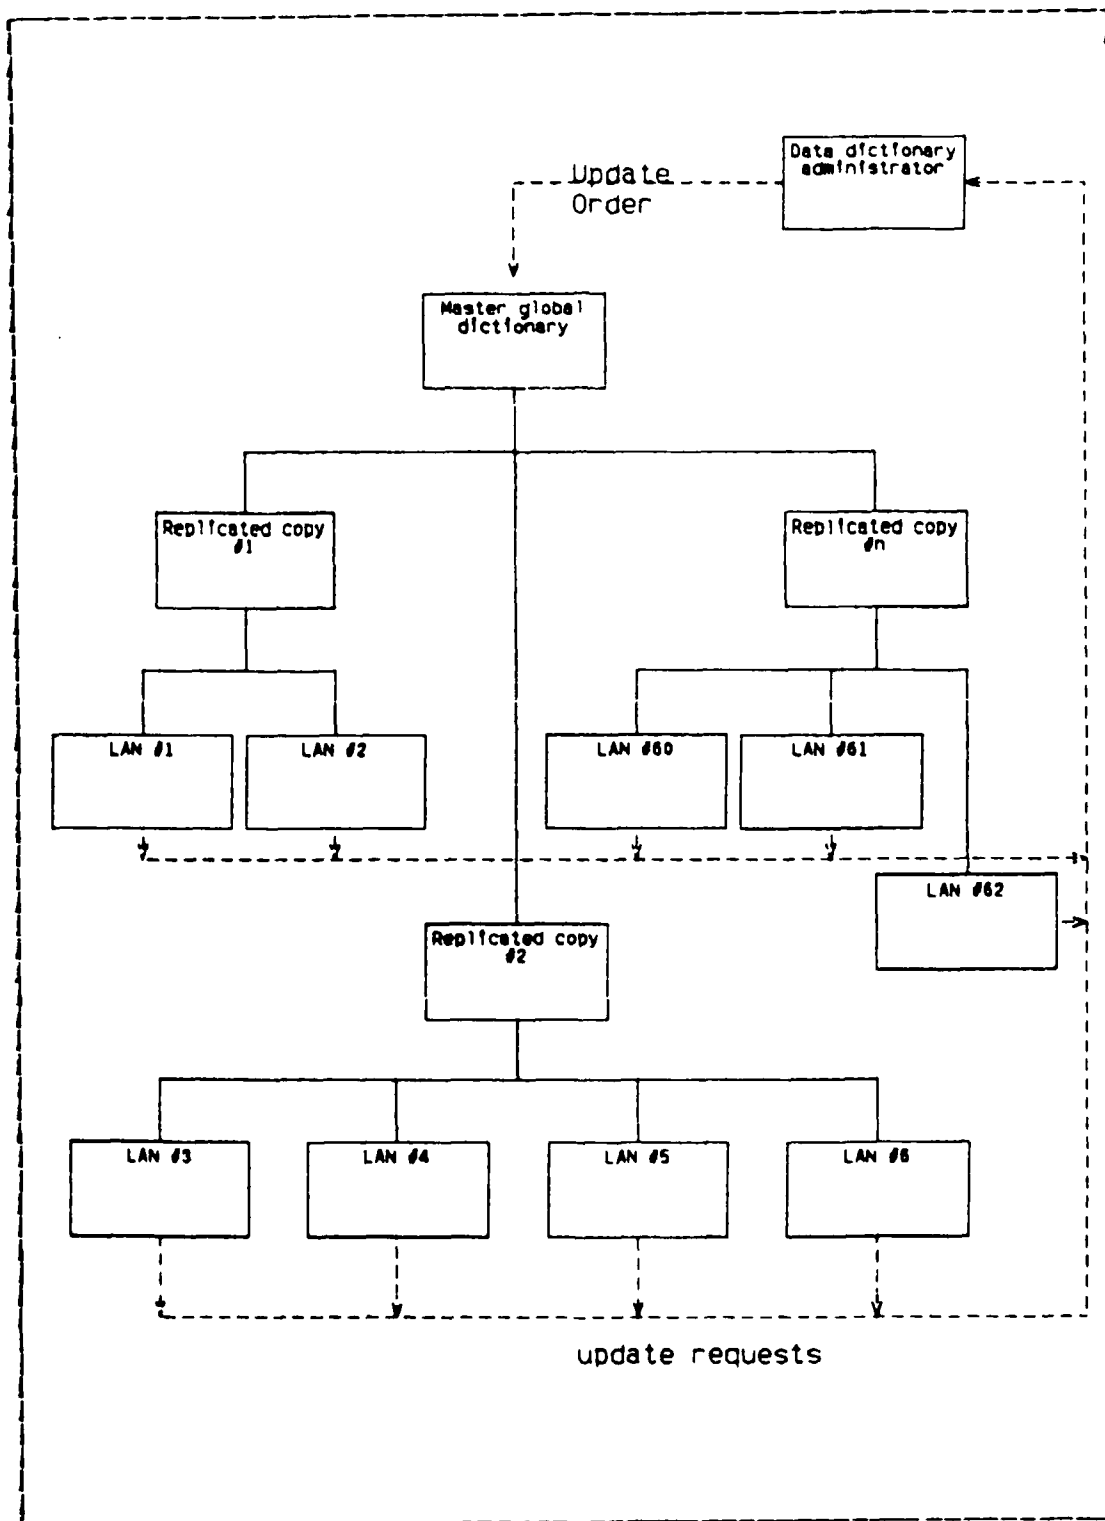 Data dictionary
administrator
Update
Order
Master global
dictionary
Replicated copy
#1
Replicated copy
#n
LAN #1
LAN #2
LAN #60
LAN #61
LAN #62
Replicated copy
#2
LAN #3
LAN #4
LAN #5
LAN #6
update requests